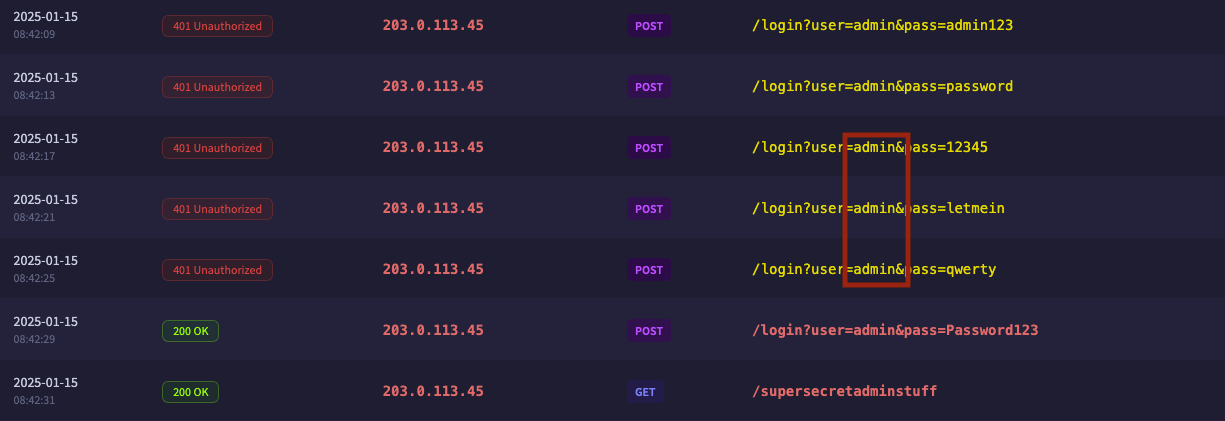 2025-01-15 401 Unauthorized 203.0.113.45 POST /login?user=admin&pass=admin123
08:42:09
2025-01-15 401 Unauthorized 203.0.113.45 POST /login?user=admin&pass=password
08:42:13
2025-01-15 401 Unauthorized 203.0.113.45 POST /login?user=admin&pass=12345
08:42:17
2025-01-15 401 Unauthorized 203.0.113.45 POST /login?user=admin&pass=letmein
08:42:21
2025-01-15 401 Unauthorized 203.0.113.45 POST /login?user=admin&pass=qwerty
08:42:25
2025-01-15 200 OK 203.0.113.45 POST /login?user=admin&pass=Password123
08:42:29
2025-01-15 200 OK 203.0.113.45 GET /supersecretadminstuff
08:42:31